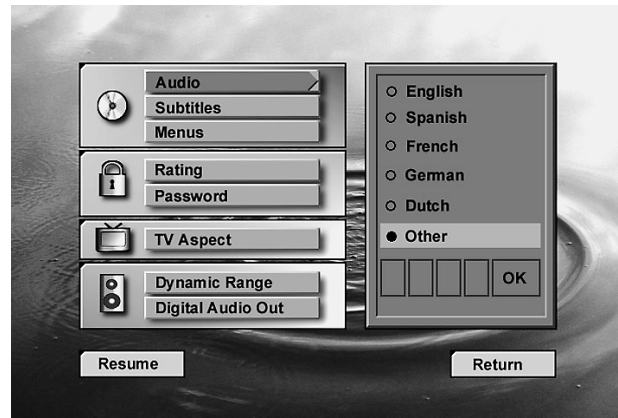 Audio
Subtitles
Menus
Rating
Password
TV Aspect
Dynamic Range
Digital Audio Out
English
Spanish
French
German
Dutch
Other
OK
Resume
Return